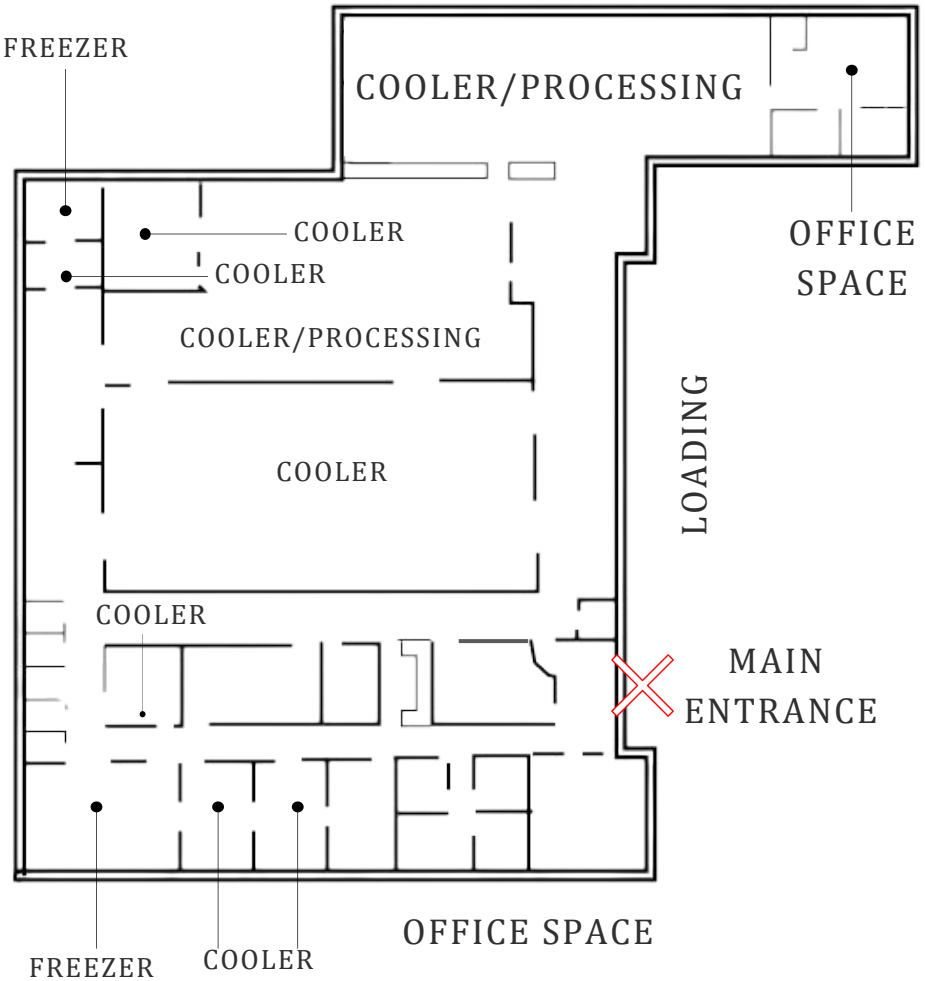 FREEZER
COOLER/PROCESSING
OFFICE
SPACE
COOLER
COOLER
COOLER/PROCESSING
LOADING
COOLER
COOLER
MAIN
ENTRANCE
OFFICE SPACE
FREEZER
COOLER